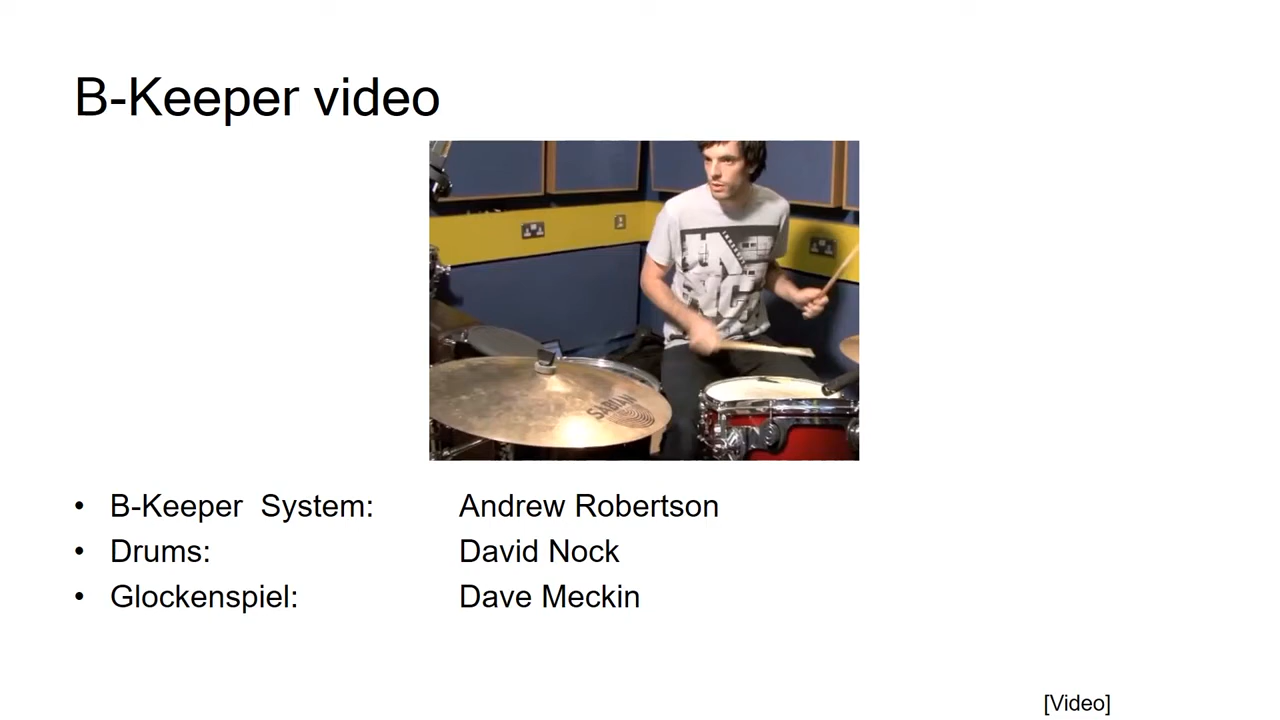 B-Keeper video
SABIAN
• B-Keeper System: Andrew Robertson
• Drums: David Nock
• Glockenspiel: Dave Meckin
[Video]